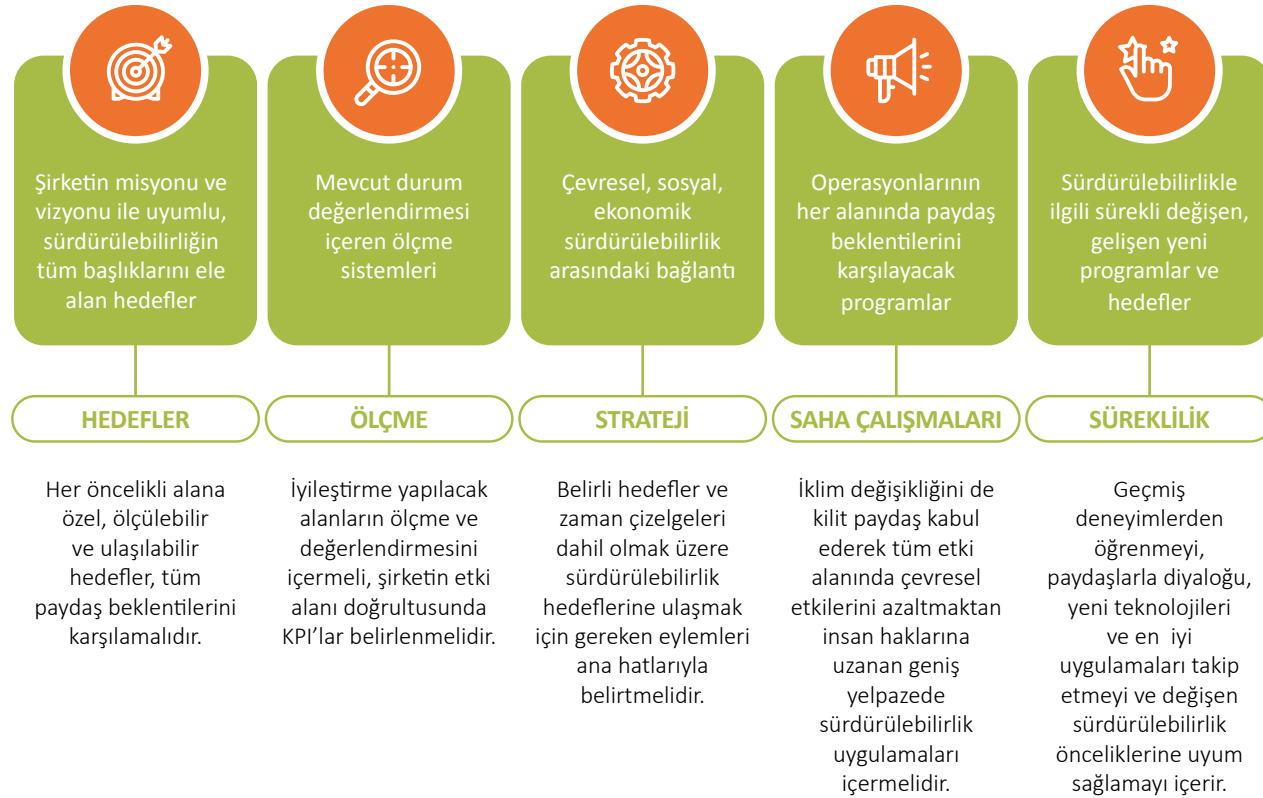 Şirketin misyonu ve
vizyonu ile uyumlu,
sürdürülebilirliğin
tüm başlıklarını ele
alan hedefler
HEDEFLER
Her öncelikli alana
özel, ölçülebilir
ve ulaşılabilir
hedefler, tüm
paydaş beklentilerini
karşılamalıdır.
Mevcut durum
değerlendirmesi
içeren ölçme
sistemleri
ÖLÇME
İyileştirme yapılacak
alanların ölçme ve
değerlendirmesini
içermeli, şirketin etki
alanı doğrultusunda
KPI’lar belirlenmelidir.
Çevresel, sosyal,
ekonomik
sürdürülebilirlik
arasındaki bağlantı
STRATEJİ
Belirli hedefler ve
zaman çizelgeleri
dahil olmak üzere
sürdürülebilirlik
hedeflerine ulaşmak
için gereken eylemleri
ana hatlarıyla
belirtmelidir.
Operasyonlarının
her alanında paydaş
beklentilerini
karşılayacak
programlar
SAHA ÇALIŞMALARI
İklim değişikliğini de
kilit paydaş kabul
ederek tüm etki
alanında çevresel
etkilerini azaltmaktan
insan haklarına
uzanan geniş
yelpazede
sürdürülebilirlik
uygulamaları
içermelidir.
Sürdürülebilirlikle
ilgili sürekli değişen,
gelişen yeni
programlar ve
hedefler
SÜREKLİLİK
Geçmiş
deneyimlerden
öğrenmeyi,
paydaşlarla diyaloğu,
yeni teknolojileri
ve en iyi
uygulamaları takip
etmeyi ve değişen
sürdürülebilirlik
önceliklerine uyum
sağlamayı içerir.